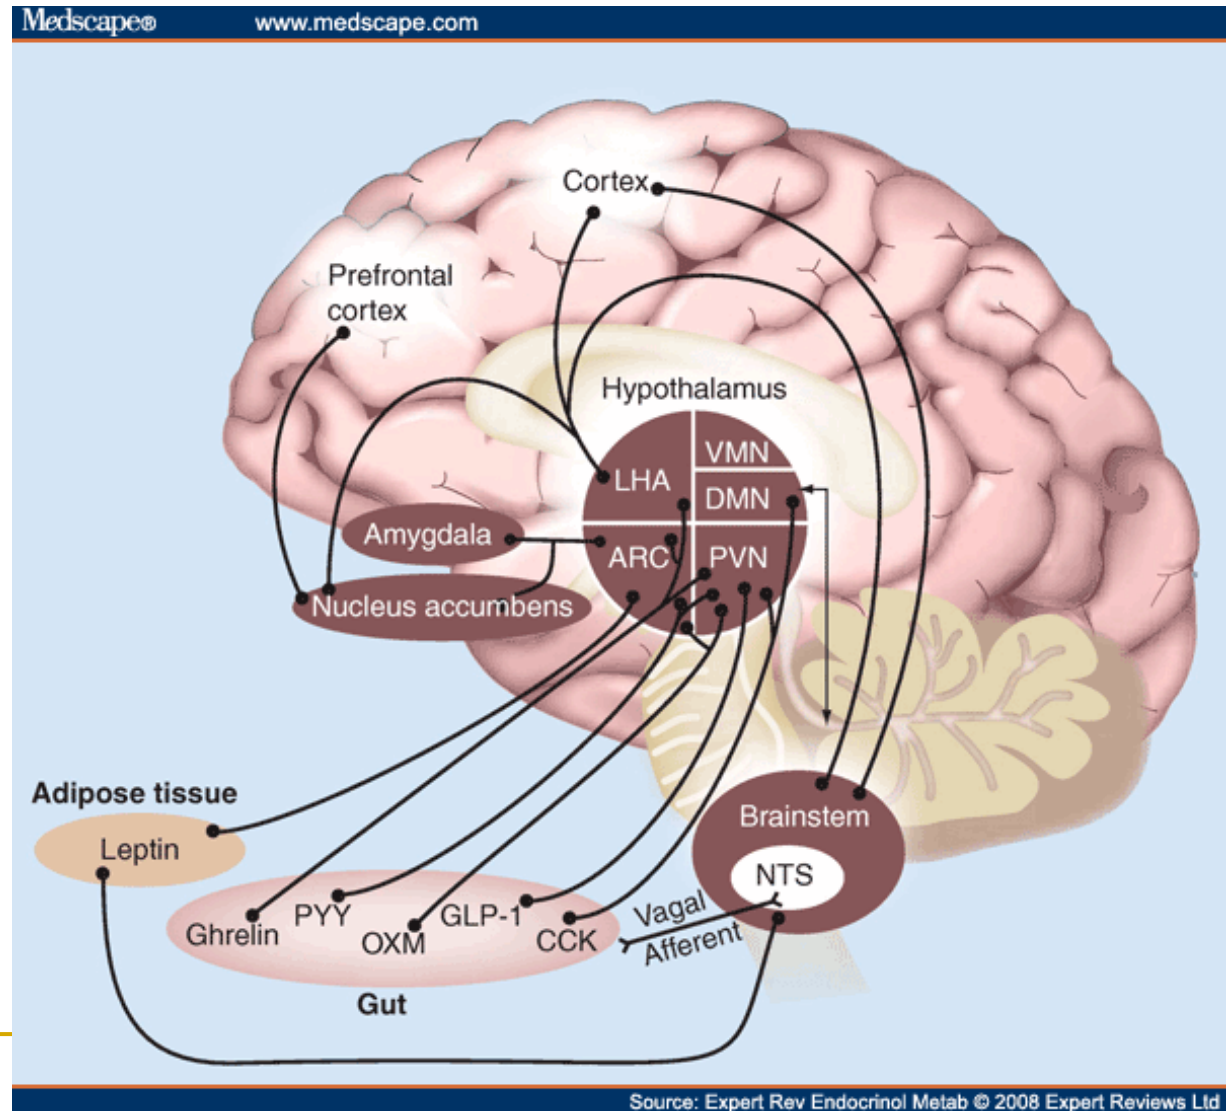 Medscape® www.medscape.com
Cortex
Prefrontal
cortex
Hypothalamus
LHA
VMN
DMN
ARC
PVN
Amygdala
Nucleus accumbens
Adipose tissue
Leptin
Ghrelin
PYY
OXM
GLP-1
CCK
Gut
Vagal
Afferent
Brainstem
NTS
Source: Expert Rev Endocrinol Metab © 2008 Expert Reviews Ltd